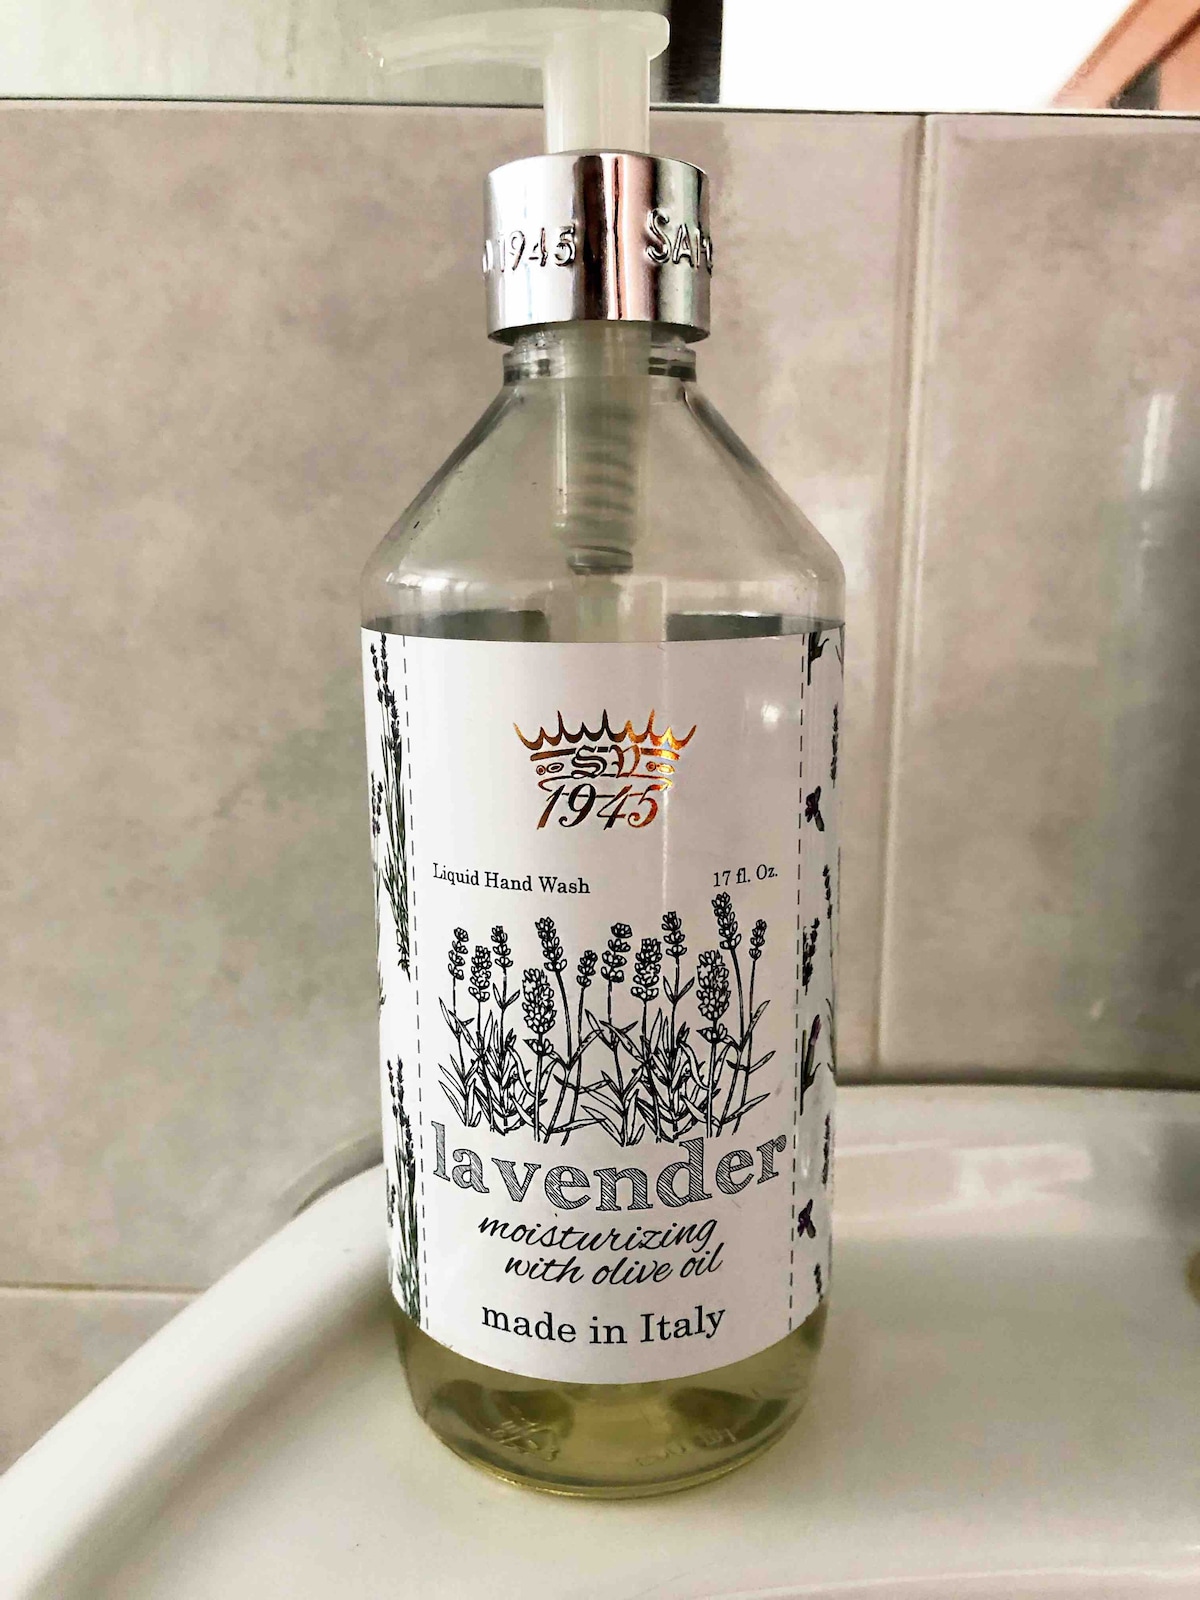 1945
SV
1945
Liquid Hand Wash 17 fl. Oz.
lavender
moisturizing
with olive oil
made in Italy